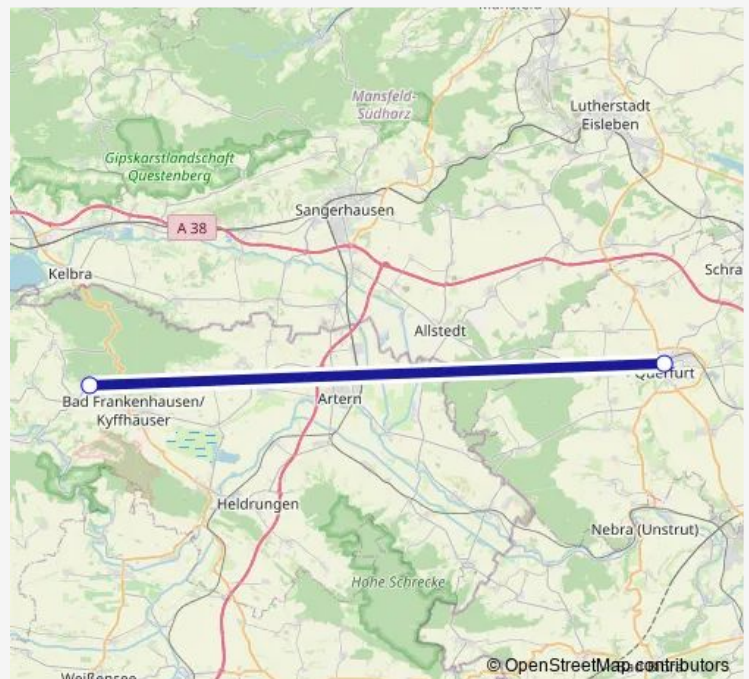 Mansfeld-
Südharz
Lutherstadt
Eisleben
Gipskarstlandschaft
Questenberg
Sangerhausen
A 38
Kelbra
Schra
Allstedt
Querfurt
Bad Frankenhausen/
Kyffhäuser
Artern
Heldrungen
Nebra (Unstrut)
Hohe Schrecke
© OpenStreetMap contributors
Weißensee